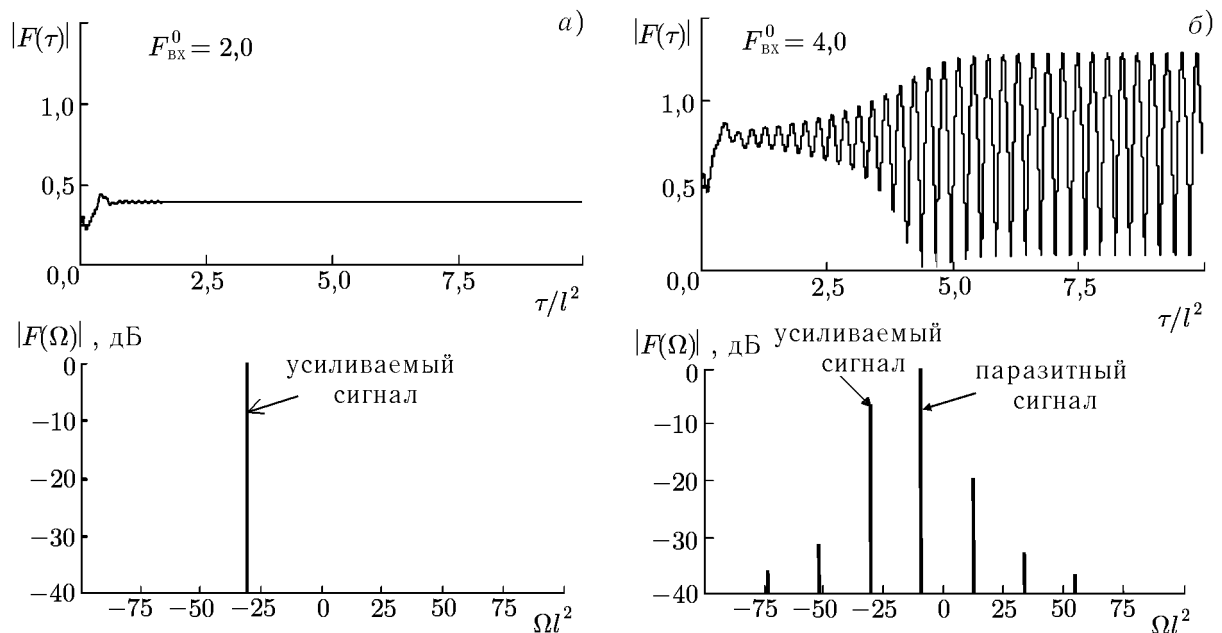 а)
|F(τ)|
F⁰вх = 2,0
1,0
0,5
0,0
2,5
5,0
7,5
τ/l²
|F(Ω)| , дБ
0
−10
−20
−30
−40
усиливаемый
сигнал
−75
−50
−25
0
25
50
75
Ωl²
б)
|F(τ)|
F⁰вх = 4,0
1,0
0,5
0,0
2,5
5,0
7,5
τ/l²
|F(Ω)| , дБ
0
−10
−20
−30
−40
усиливаемый
сигнал
паразитный
сигнал
−75
−50
−25
0
25
50
75
Ωl²